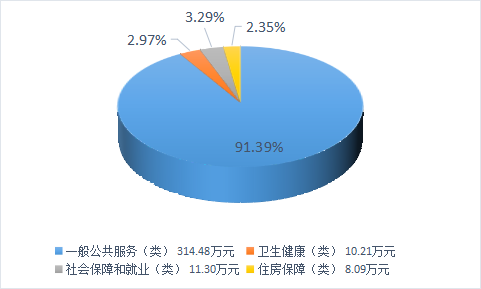 3.29%
2.97%
2.35%
91.39%
一般公共服务（类） 314.48万元 卫生健康（类） 10.21万元
社会保障和就业（类） 11.30万元 住房保障（类） 8.09万元